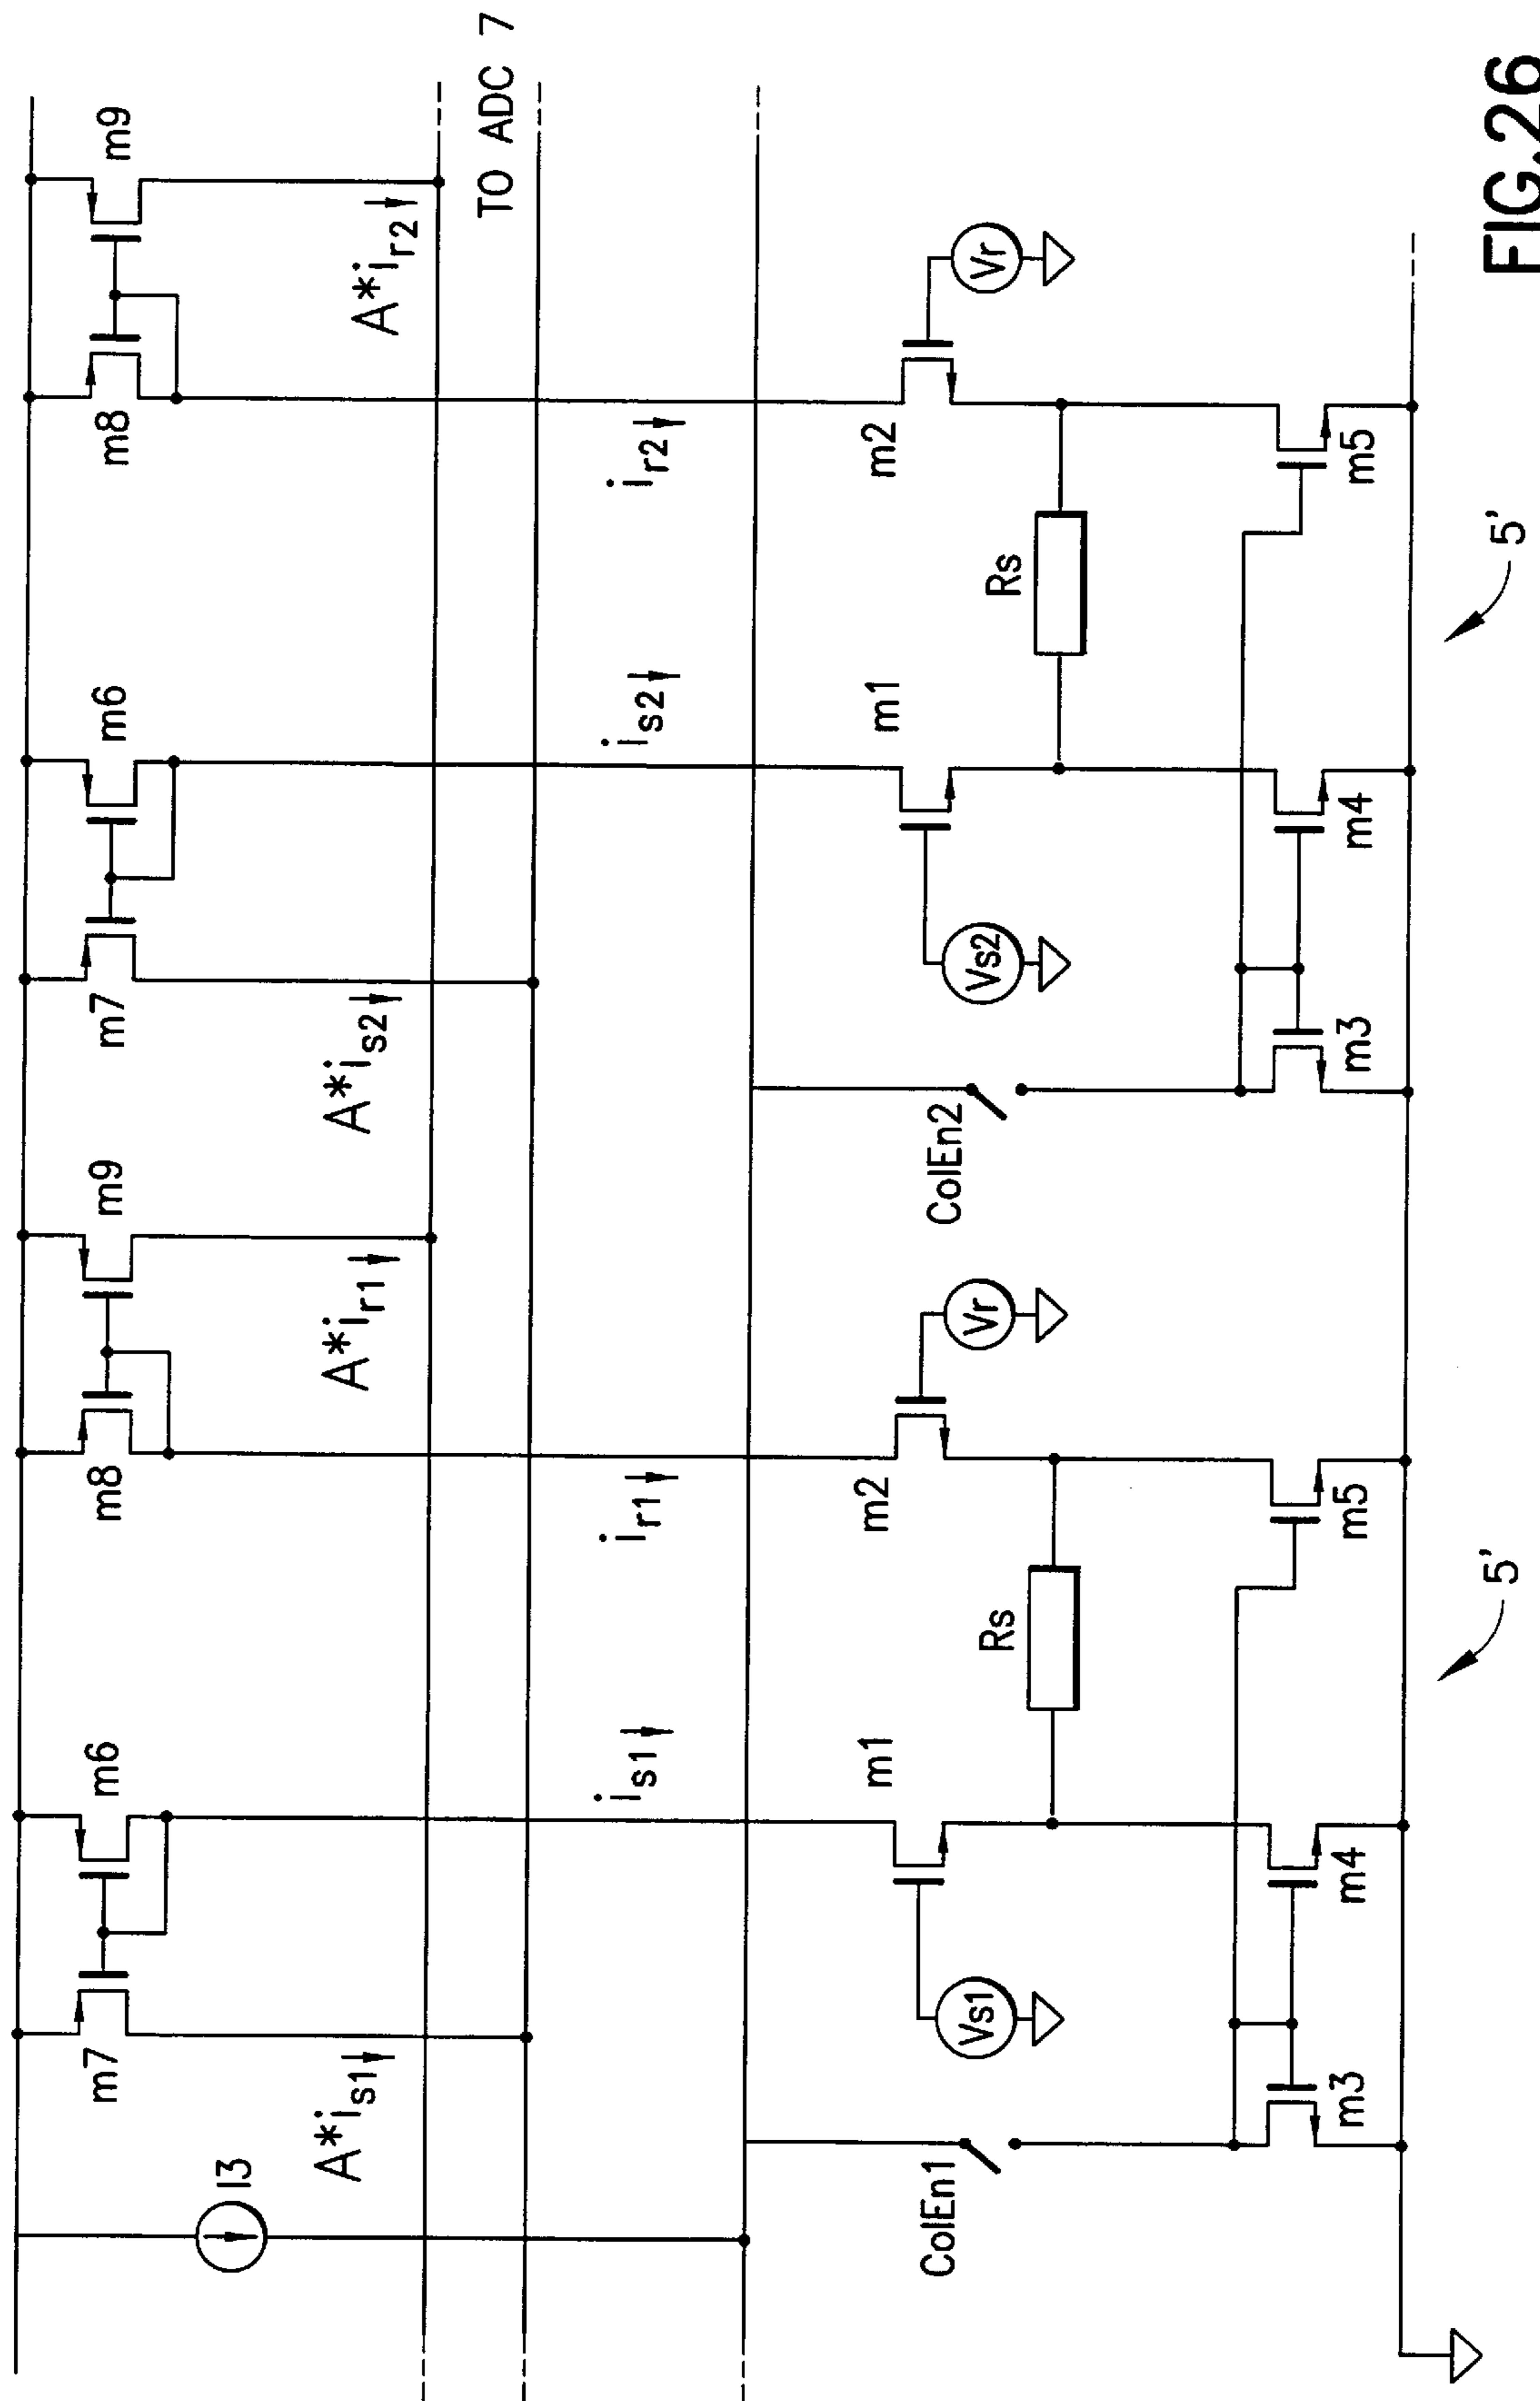 I3
A*is1
m7
m6
A*ir1
m8
m9
A*is2
m7
m6
A*ir2
m8
m9
TO ADC 7
is1
ir1
is2
ir2
ColEn1
Vs1
m1
Rs
m2
Vr
ColEn2
Vs2
m1
Rs
m2
Vr
m3
m4
m5
m3
m4
m5
5'
5'
FIG.26